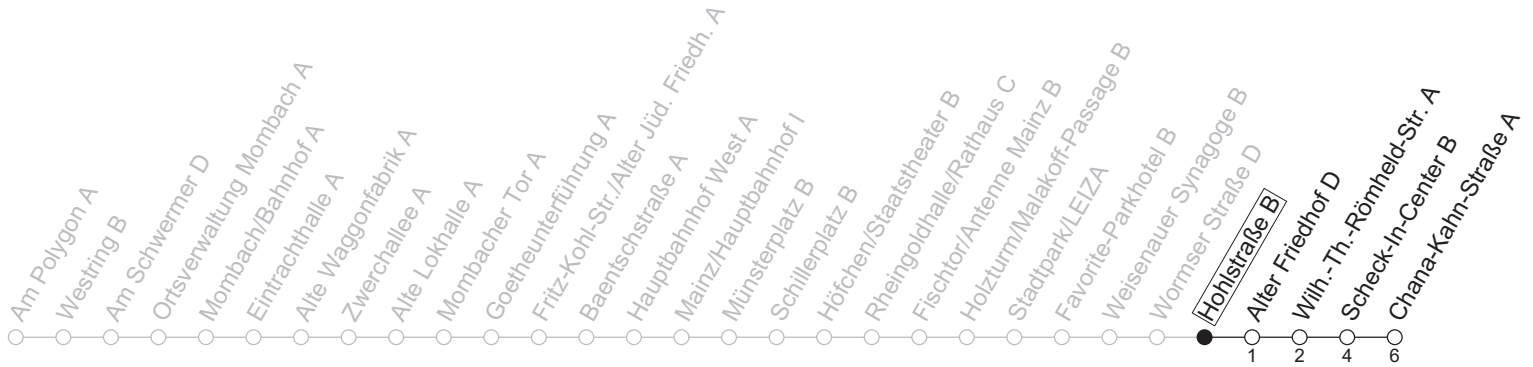 Am Polygon A
Westring B
Am Schwermer D
Ortsverwaltung Mombach A
Mombach/Bahnhof A
Eintrachthalle A
Alte Waggonfabrik A
Zwerchallee A
Alte Lokhalle A
Mombacher Tor A
Goetheunterführung A
Fritz-Kohl-Str./Alter Jüd. Friedh. A
Baentschstraße A
Hauptbahnhof West A
Mainz/Hauptbahnhof I
Münsterplatz B
Schillerplatz B
Höfchen/Staatstheater B
Rheingoldhalle/Rathaus C
Fischtor/Antenne Mainz B
Holzturm/Malakoff-Passage B
Stadtpark/LEIZA
Favorite-Parkhotel B
Weisenauer Synagoge B
Wormser Straße D
Hohlstraße B
Alter Friedhof D
Wilh.-Th.-Römheld-Str. A
Scheck-In-Center B
Chana-Kahn-Straße A
1 2 4 6